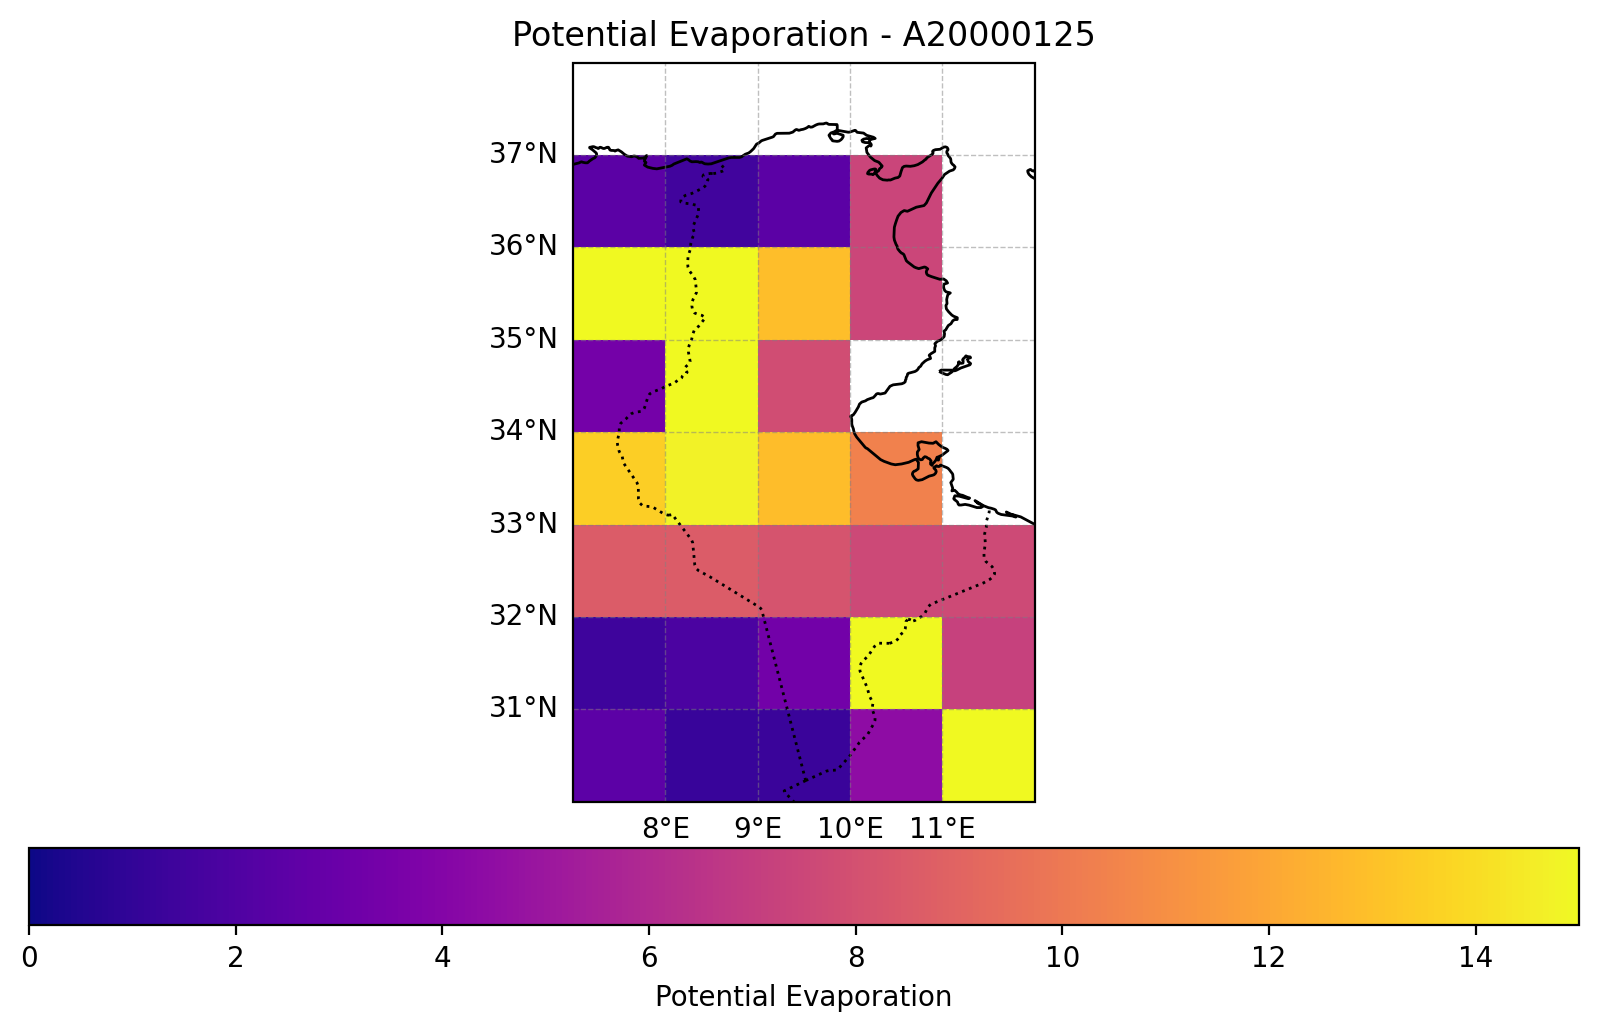 Potential Evaporation - A20000125
37°N
36°N
35°N
34°N
33°N
32°N
31°N
8°E 9°E 10°E 11°E
0 2 4 6 8 10 12 14
Potential Evaporation